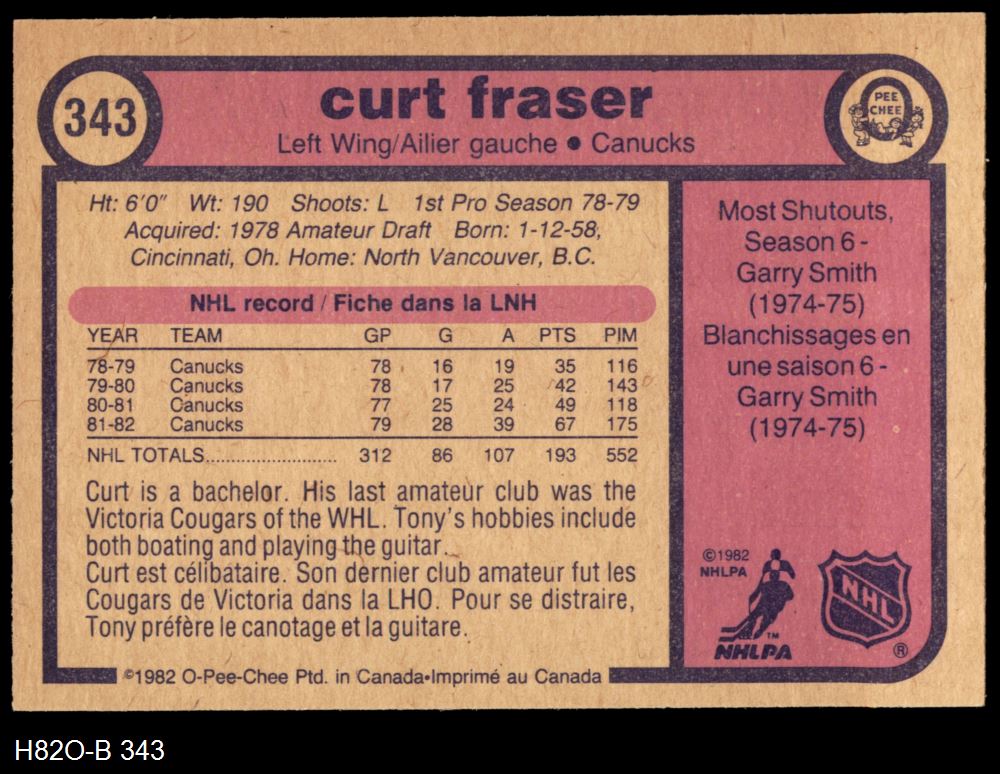 343
curt fraser
Left Wing/Ailier gauche • Canucks
PEE
CHEE
Ht: 6'0" Wt: 190 Shoots: L 1st Pro Season 78-79
Acquired: 1978 Amateur Draft Born: 1-12-58,
Cincinnati, Oh. Home: North Vancouver, B.C.
NHL record / Fiche dans la LNH
YEAR TEAM GP G A PTS PIM
78-79 Canucks 78 16 19 35 116
79-80 Canucks 78 17 25 42 143
80-81 Canucks 77 25 24 49 118
81-82 Canucks 79 28 39 67 175
NHL TOTALS........................... 312 86 107 193 552
Curt is a bachelor. His last amateur club was the
Victoria Cougars of the WHL. Tony's hobbies include
both boating and playing the guitar.
Curt est célibataire. Son dernier club amateur fut les
Cougars de Victoria dans la LHO. Pour se distraire,
Tony préfère le canotage et la guitare.
Most Shutouts,
Season 6 -
Garry Smith
(1974-75)
Blanchissages en
une saison 6 -
Garry Smith
(1974-75)
©1982
NHLPA
TM
NHLPA
NHL
®
©1982 O-Pee-Chee Ptd. in Canada•Imprimé au Canada
H82O-B 343